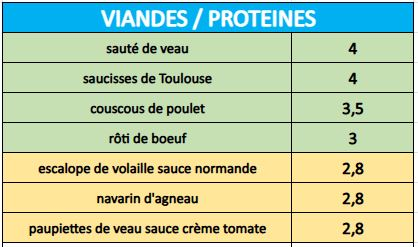 VIANDES / PROTEINES
sauté de veau 4
saucisses de Toulouse 4
couscous de poulet 3,5
rôti de boeuf 3
escalope de volaille sauce normande 2,8
navarin d'agneau 2,8
paupiettes de veau sauce crème tomate 2,8